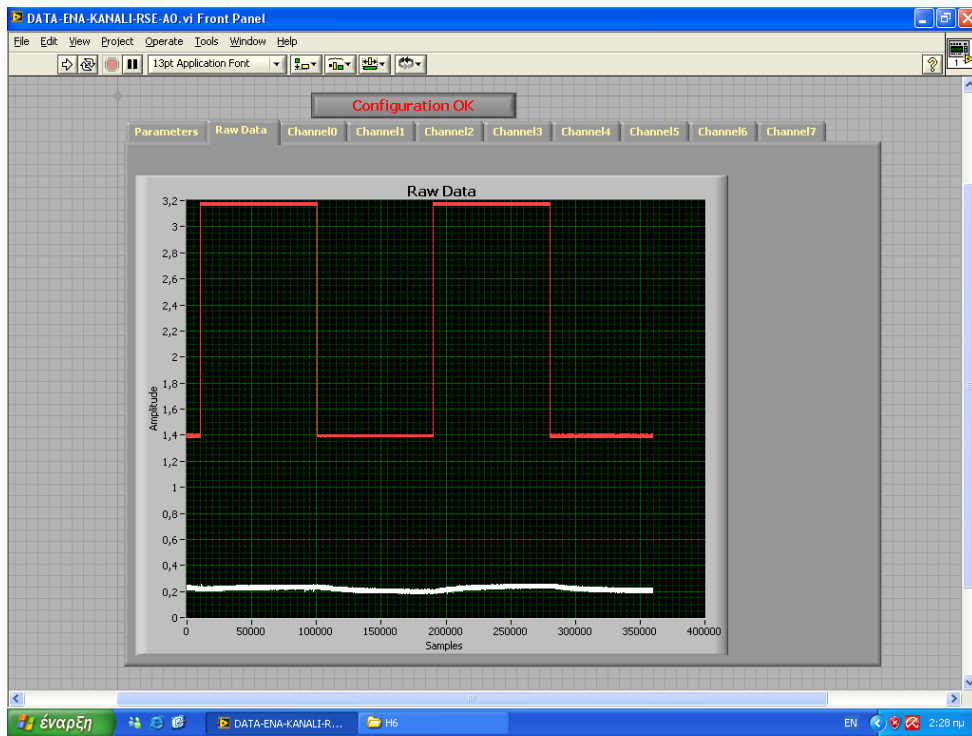 DATA-ENA-KANALI-RSE-AO.vi Front Panel
File Edit View Project Operate Tools Window Help
13pt Application Font
1
Configuration OK
Parameters Raw Data Channel0 Channel1 Channel2 Channel3 Channel4 Channel5 Channel6 Channel7
Raw Data
3,2
3
2,8
2,6
2,4
2,2
2
1,8
1,6
1,4
1,2
1
0,8
0,6
0,4
0,2
0
Amplitude
0 50000 100000 150000 200000 250000 300000 350000 400000
Samples
έναρξη DATA-ENA-KANALI-R... H6 EN 2:28 πμ